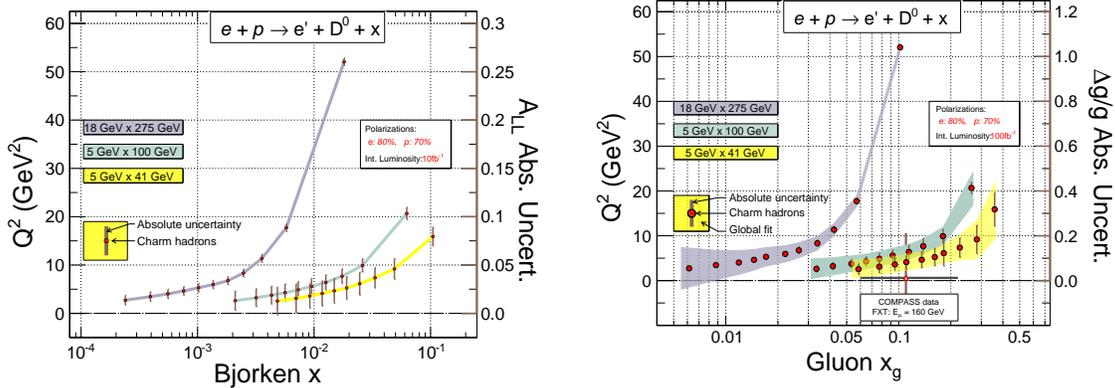 e + p → e' + D⁰ + x
60
50
40
30
20
10
0
Q² (GeV²)
18 GeV x 275 GeV
5 GeV x 100 GeV
5 GeV x 41 GeV
Absolute uncertainty
Charm hadrons
Polarizations:
e: 80%, p: 70%
Int. Luminosity:10fb⁻¹
0.3
0.25
0.2
0.15
0.1
0.05
0.0
A_LL Abs. Uncert.
10⁻⁴
10⁻³
10⁻²
10⁻¹
Bjorken x
e + p → e' + D⁰ + x
60
50
40
30
20
10
0
Q² (GeV²)
18 GeV x 275 GeV
5 GeV x 100 GeV
5 GeV x 41 GeV
Absolute uncertainty
Charm hadrons
Global fit
Polarizations:
e: 80%, p: 70%
Int. Luminosity:100fb⁻¹
COMPASS data
FXT: E_μ = 160 GeV
1.2
1.0
0.8
0.6
0.4
0.2
0.0
Δg/g Abs.b Uncert
0.01
0.05
0.1
0.5
Gluon x_g